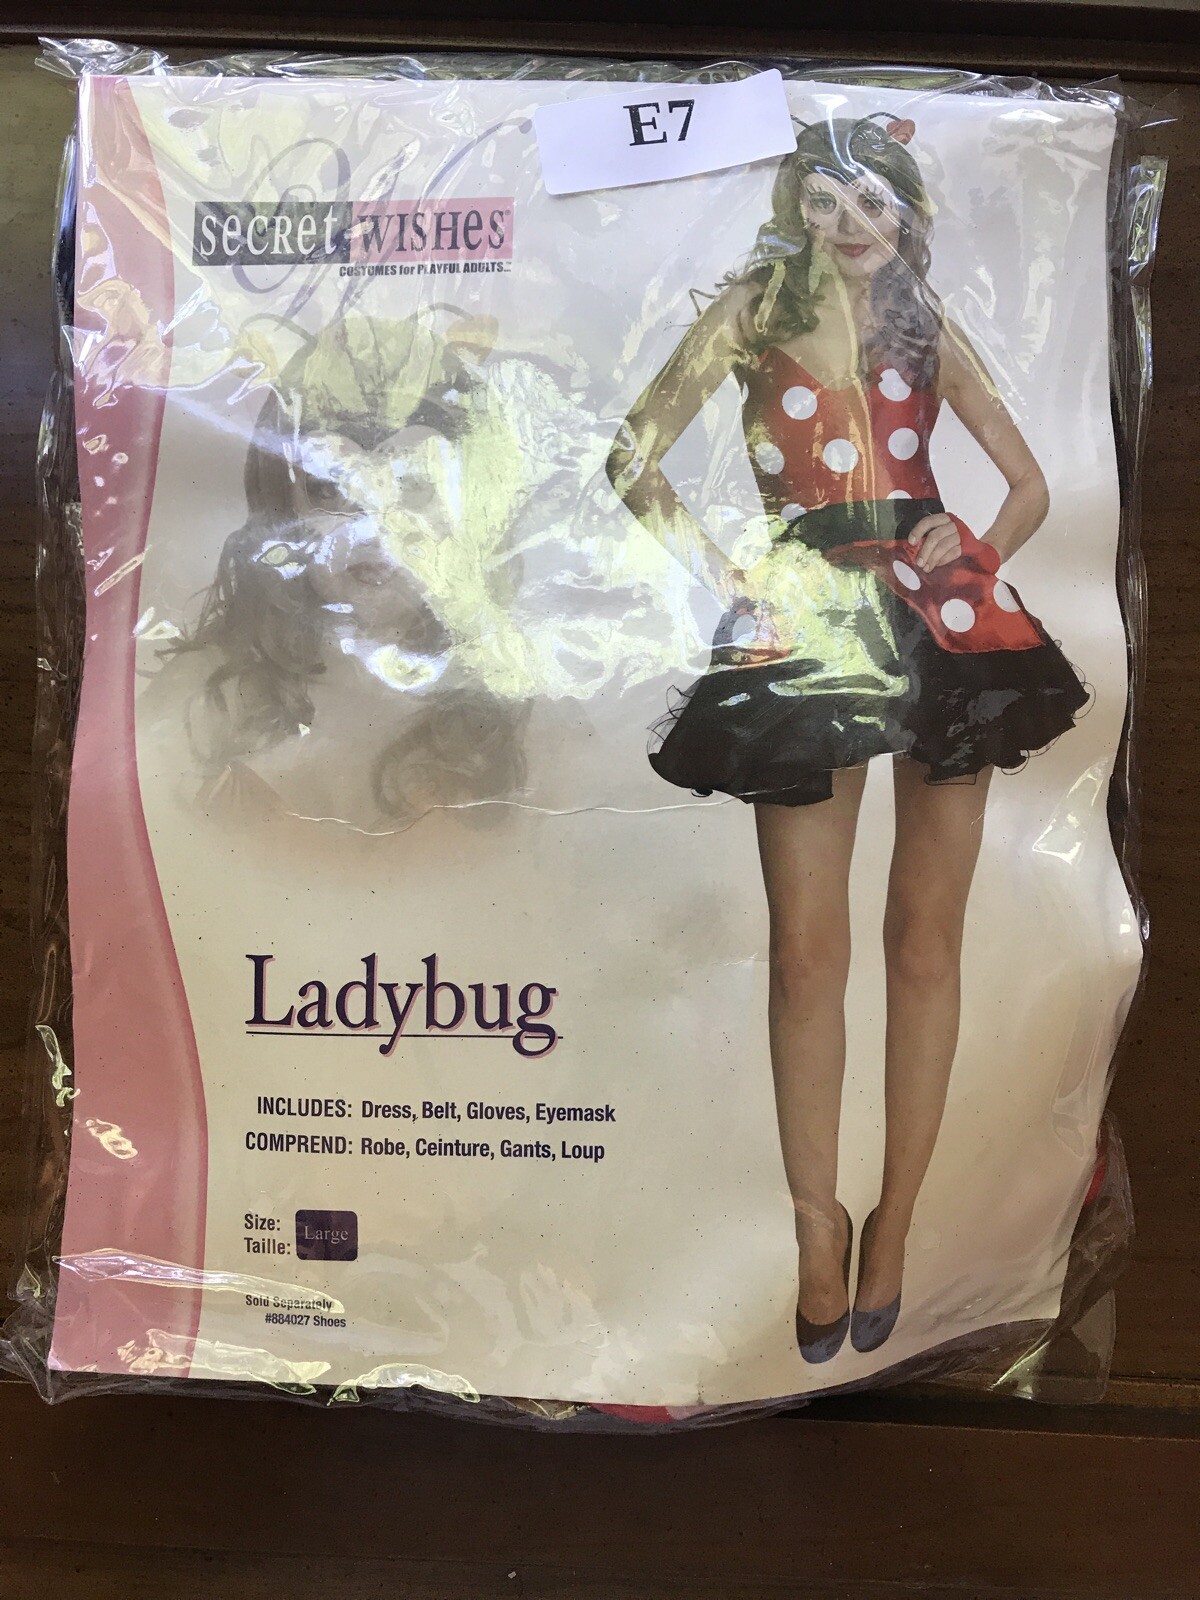 E7
SECRET WISHES®
COSTUMES for PLAYFUL ADULTS...™
Ladybug
INCLUDES: Dress, Belt, Gloves, Eyemask
COMPREND: Robe, Ceinture, Gants, Loup
Size:
Taille:
Large
Sold Separately
#884027 Shoes